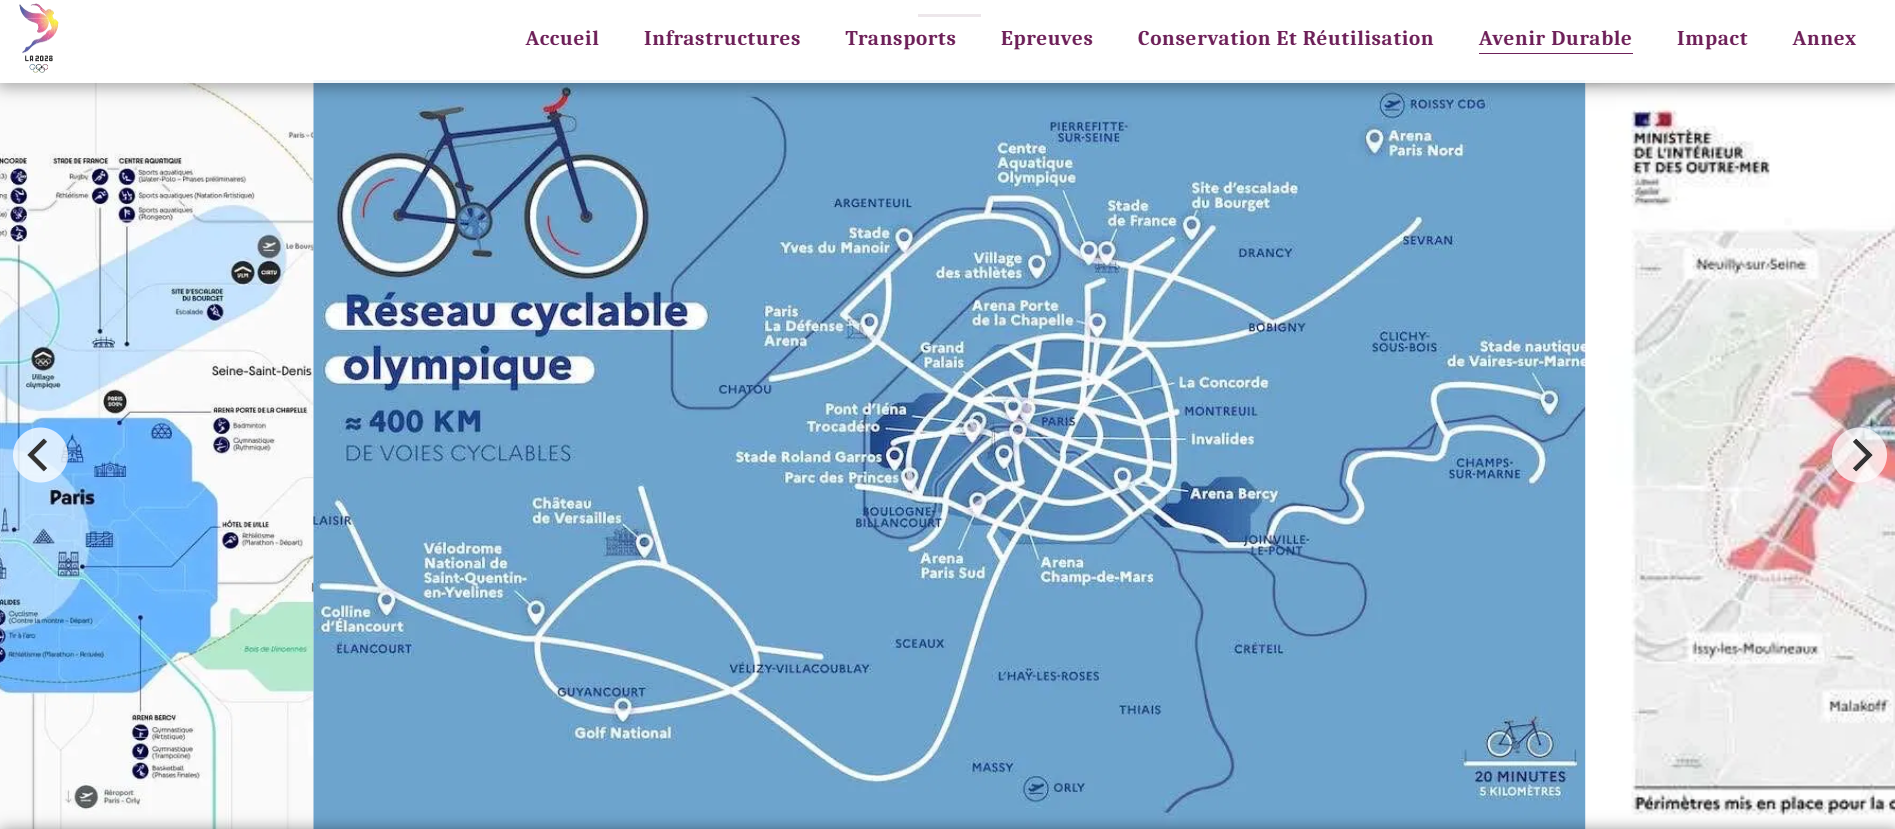 LA2028
Accueil
Infrastructures
Transports
Epreuves
Conservation Et Réutilisation
Avenir Durable
Impact
Annex
NCORDE
STADE DE FRANCE
CENTRE AQUATIQUE
Rugby
Athlétisme
Sports aquatiques
(Water-Polo - Phases préliminaires)
Sports aquatiques (Natation Artistique)
Sports aquatiques
(Plongeon)
Le Bourg
SITE D'ESCALADE
DU BOURGET
Escalade
Village
olympique
Seine-Saint-Denis
PARIS
2024
ARENA PORTE DE LA CHAPELLE
Badminton
Gymnastique
(Rythmique)
Paris
HÔTEL DE VILLE
Athlétisme
(Marathon - Départ)
ALIDES
Cyclisme
(Contre la montre - Départ)
Tir à l'arc
Athlétisme (Marathon - Arrivée)
Bois de Vincennes
ARENA BERCY
Gymnastique
(Artistique)
Gymnastique
(Trampoline)
Basketball
(Phases Finales)
Aéroport
Paris - Orly
Réseau cyclable
olympique
≈ 400 KM
DE VOIES CYCLABLES
ROISSY CDG
Arena
Paris Nord
PIERREFITTE-
SUR-SEINE
Centre
Aquatique
Olympique
Site d'escalade
du Bourget
Stade
de France
ARGENTEUIL
Stade
Yves du Manoir
DRANCY
SEVRAN
Village
des athlètes
Paris
La Défense
Arena
Arena Porte
de la Chapelle
BOBIGNY
CLICHY-
SOUS-BOIS
Stade nautique
de Vaires-sur-Marne
Grand
Palais
CHATOU
La Concorde
Pont d'Iéna
Trocadéro
PARIS
MONTREUIL
Invalides
Stade Roland Garros
Parc des Princes
CHAMPS-
SUR-MARNE
Arena Bercy
BOULOGNE-
BILLANCOURT
JOINVILLE-
LE-PONT
Arena
Paris Sud
Arena
Champ-de-Mars
LAISIR
Château
de Versailles
Vélodrome
National de
Saint-Quentin-
en-Yvelines
Colline
d'Élancourt
ÉLANCOURT
SCEAUX
CRÉTEIL
VÉLIZY-VILLACOUBLAY
L'HAŸ-LES-ROSES
GUYANCOURT
THIAIS
Golf National
MASSY
ORLY
20 MINUTES
5 KILOMÈTRES
MINISTÈRE
DE L'INTÉRIEUR
ET DES OUTRE-MER
Liberté
Égalité
Fraternité
Neuilly-sur-Seine
Issy-les-Moulineaux
Malakoff
Périmètres mis en place pour la c